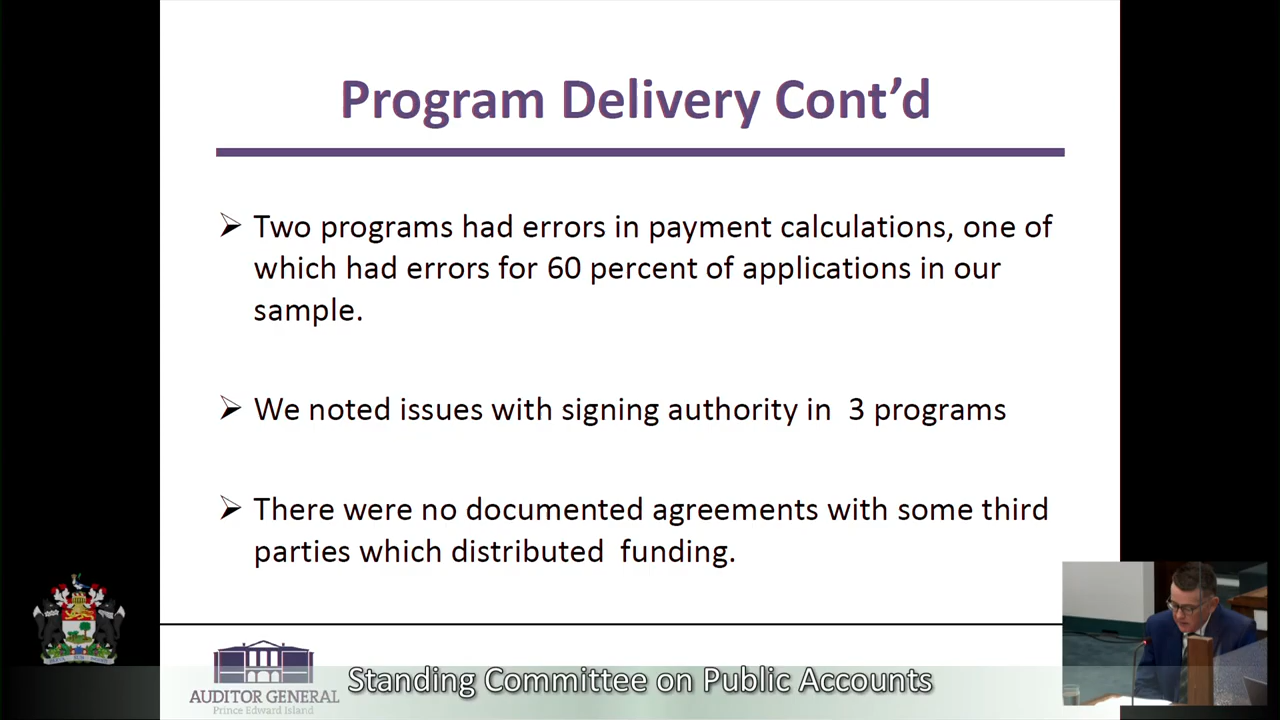 Program Delivery Cont’d
➢ Two programs had errors in payment calculations, one of
which had errors for 60 percent of applications in our
sample.
➢ We noted issues with signing authority in 3 programs
➢ There were no documented agreements with some third
parties which distributed funding.
AUDITOR GENERAL
Prince Edward Island
Standing Committee on Public Accounts